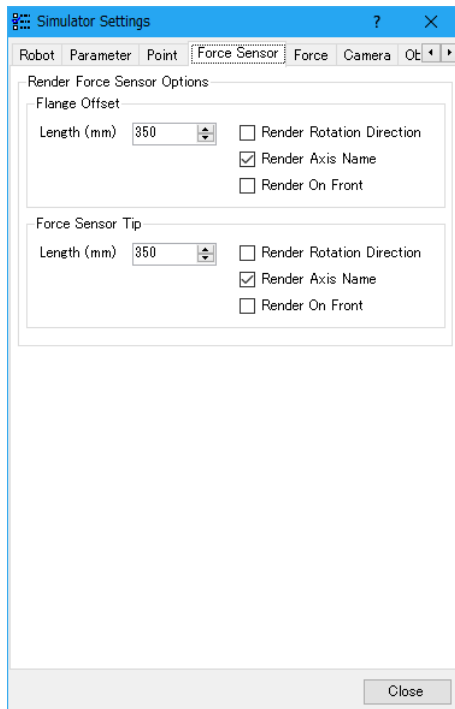 Simulator Settings ? ×
Robot Parameter Point Force Sensor Force Camera
Render Force Sensor Options
Flange Offset
Length (mm) 350 Render Rotation Direction
Render Axis Name
Render On Front
Force Sensor Tip
Length (mm) 350 Render Rotation Direction
Render Axis Name
Render On Front
Close